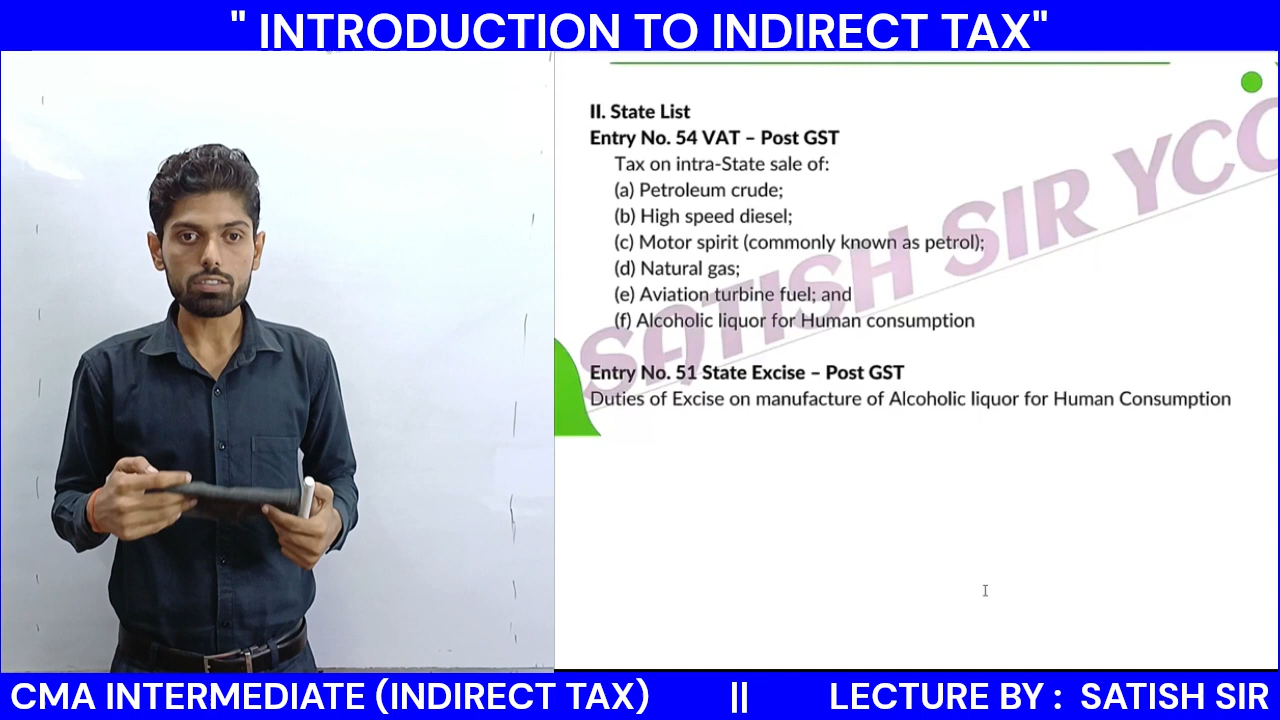 " INTRODUCTION TO INDIRECT TAX"
II. State List
Entry No. 54 VAT – Post GST
Tax on intra-State sale of:
(a) Petroleum crude;
(b) High speed diesel;
(c) Motor spirit (commonly known as petrol);
(d) Natural gas;
(e) Aviation turbine fuel; and
(f) Alcoholic liquor for Human consumption
Entry No. 51 State Excise – Post GST
Duties of Excise on manufacture of Alcoholic liquor for Human Consumption
SATISH SIR YCC
CMA INTERMEDIATE (INDIRECT TAX) || LECTURE BY : SATISH SIR